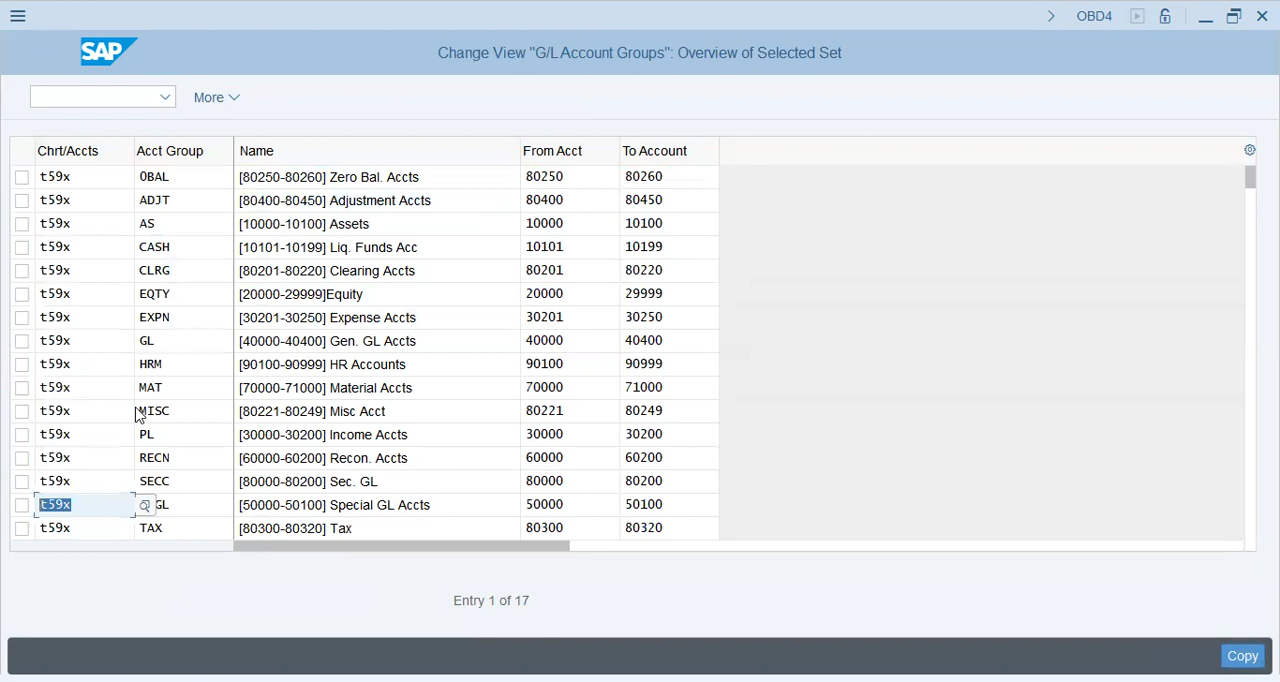 OBD4
SAP
Change View "G/L Account Groups": Overview of Selected Set
More
Chrt/Accts Acct Group Name From Acct To Account
t59x 0BAL [80250-80260] Zero Bal. Accts 80250 80260
t59x ADJT [80400-80450] Adjustment Accts 80400 80450
t59x AS [10000-10100] Assets 10000 10100
t59x CASH [10101-10199] Liq. Funds Acc 10101 10199
t59x CLRG [80201-80220] Clearing Accts 80201 80220
t59x EQTY [20000-29999]Equity 20000 29999
t59x EXPN [30201-30250] Expense Accts 30201 30250
t59x GL [40000-40400] Gen. GL Accts 40000 40400
t59x HRM [90100-90999] HR Accounts 90100 90999
t59x MAT [70000-71000] Material Accts 70000 71000
t59x MISC [80221-80249] Misc Acct 80221 80249
t59x PL [30000-30200] Income Accts 30000 30200
t59x RECN [60000-60200] Recon. Accts 60000 60200
t59x SECC [80000-80200] Sec. GL 80000 80200
t59x GL [50000-50100] Special GL Accts 50000 50100
t59x TAX [80300-80320] Tax 80300 80320
Entry 1 of 17
Copy